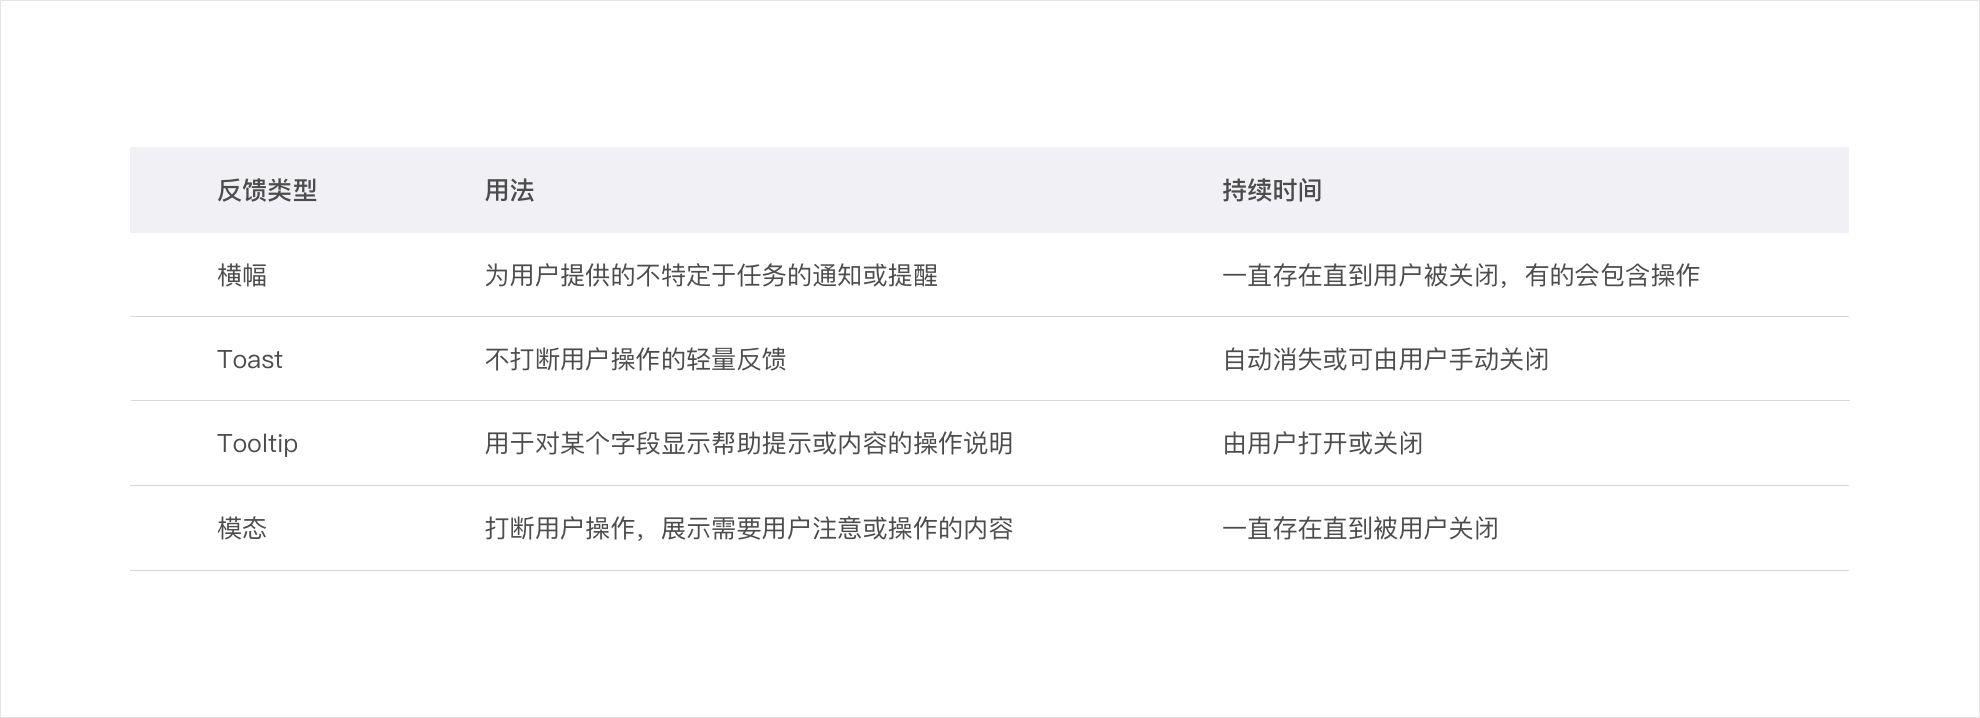 反馈类型 用法 持续时间
横幅 为用户提供的不特定于任务的通知或提醒 一直存在直到用户被关闭，有的会包含操作
Toast 不打断用户操作的轻量反馈 自动消失或可由用户手动关闭
Tooltip 用于对某个字段显示帮助提示或内容的操作说明 由用户打开或关闭
模态 打断用户操作，展示需要用户注意或操作的内容 一直存在直到被用户关闭